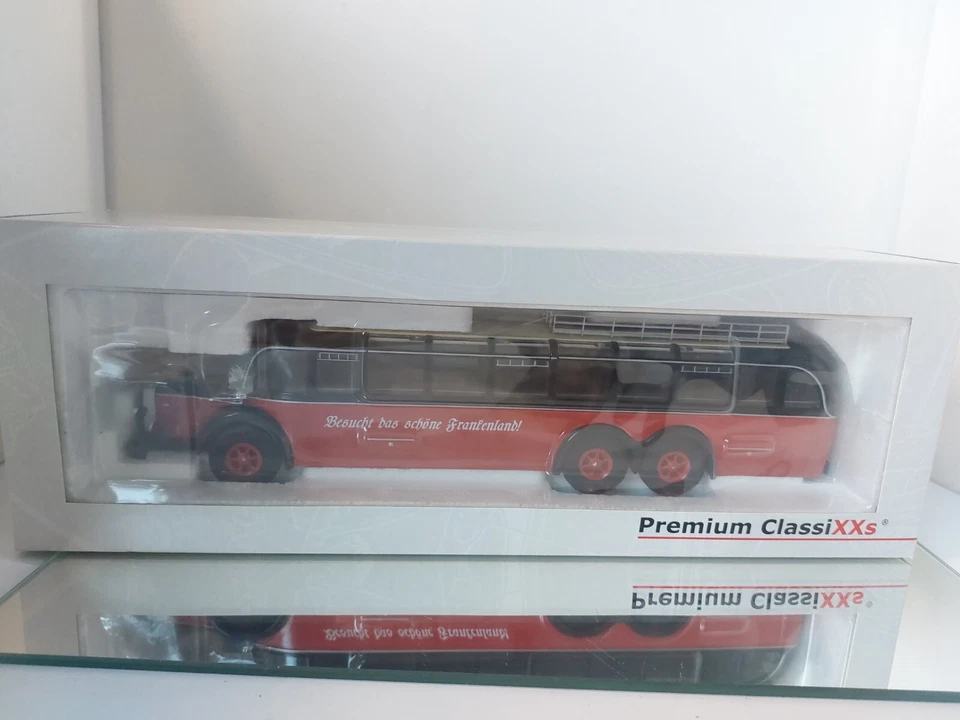 Besucht das schöne Frankenland!
Premium ClassiXXs®